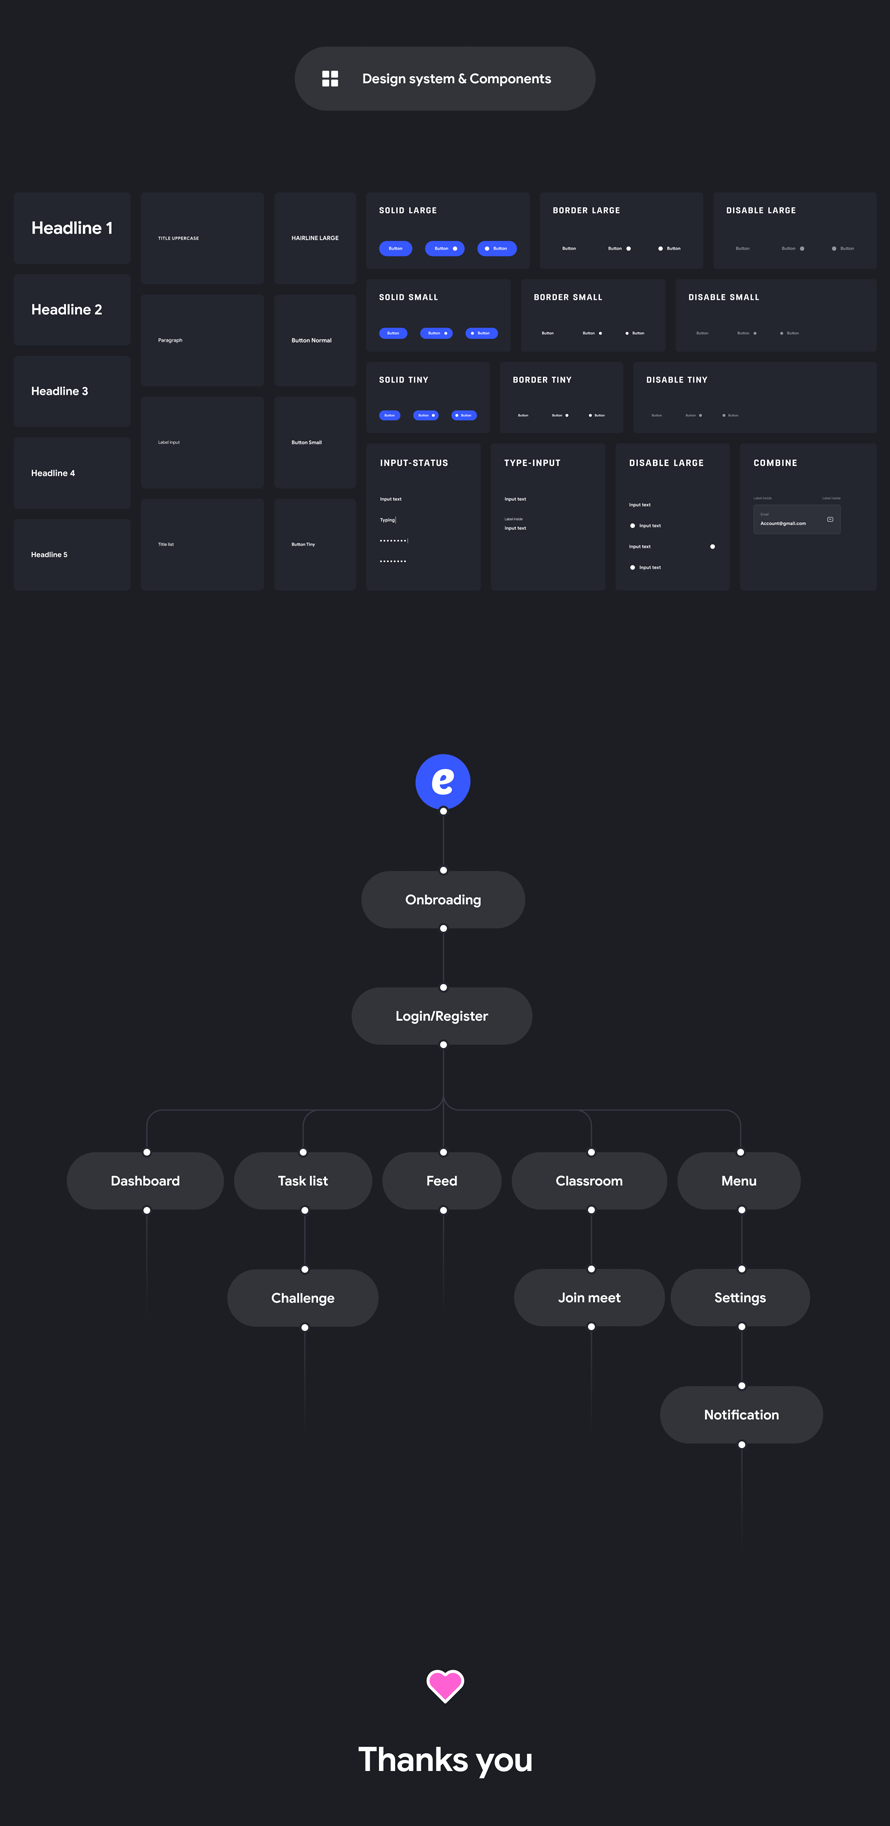 Design system & Components
Headline 1
Headline 2
Headline 3
Headline 4
Headline 5
TITLE UPPERCASE
Paragraph
Label Input
Title list
HAIRLINE LARGE
Button Normal
Button Small
Button Tiny
SOLID LARGE
Button Button Button
BORDER LARGE
Button Button Button
DISABLE LARGE
Button Button Button
SOLID SMALL
Button Button Button
BORDER SMALL
Button Button Button
DISABLE SMALL
Button Button Button
SOLID TINY
Button Button Button
BORDER TINY
Button Button Button
DISABLE TINY
Button Button Button
INPUT-STATUS
Input text
Typing|
TYPE-INPUT
Input text
Label Inside
Input text
DISABLE LARGE
Input text
Input text
Input text
Input text
COMBINE
Label Inside Label Inside
Email
Account@gmail.com
e
Onbroading
Login/Register
Dashboard Task list Feed Classroom Menu
Challenge Join meet Settings
Notification
Thanks you